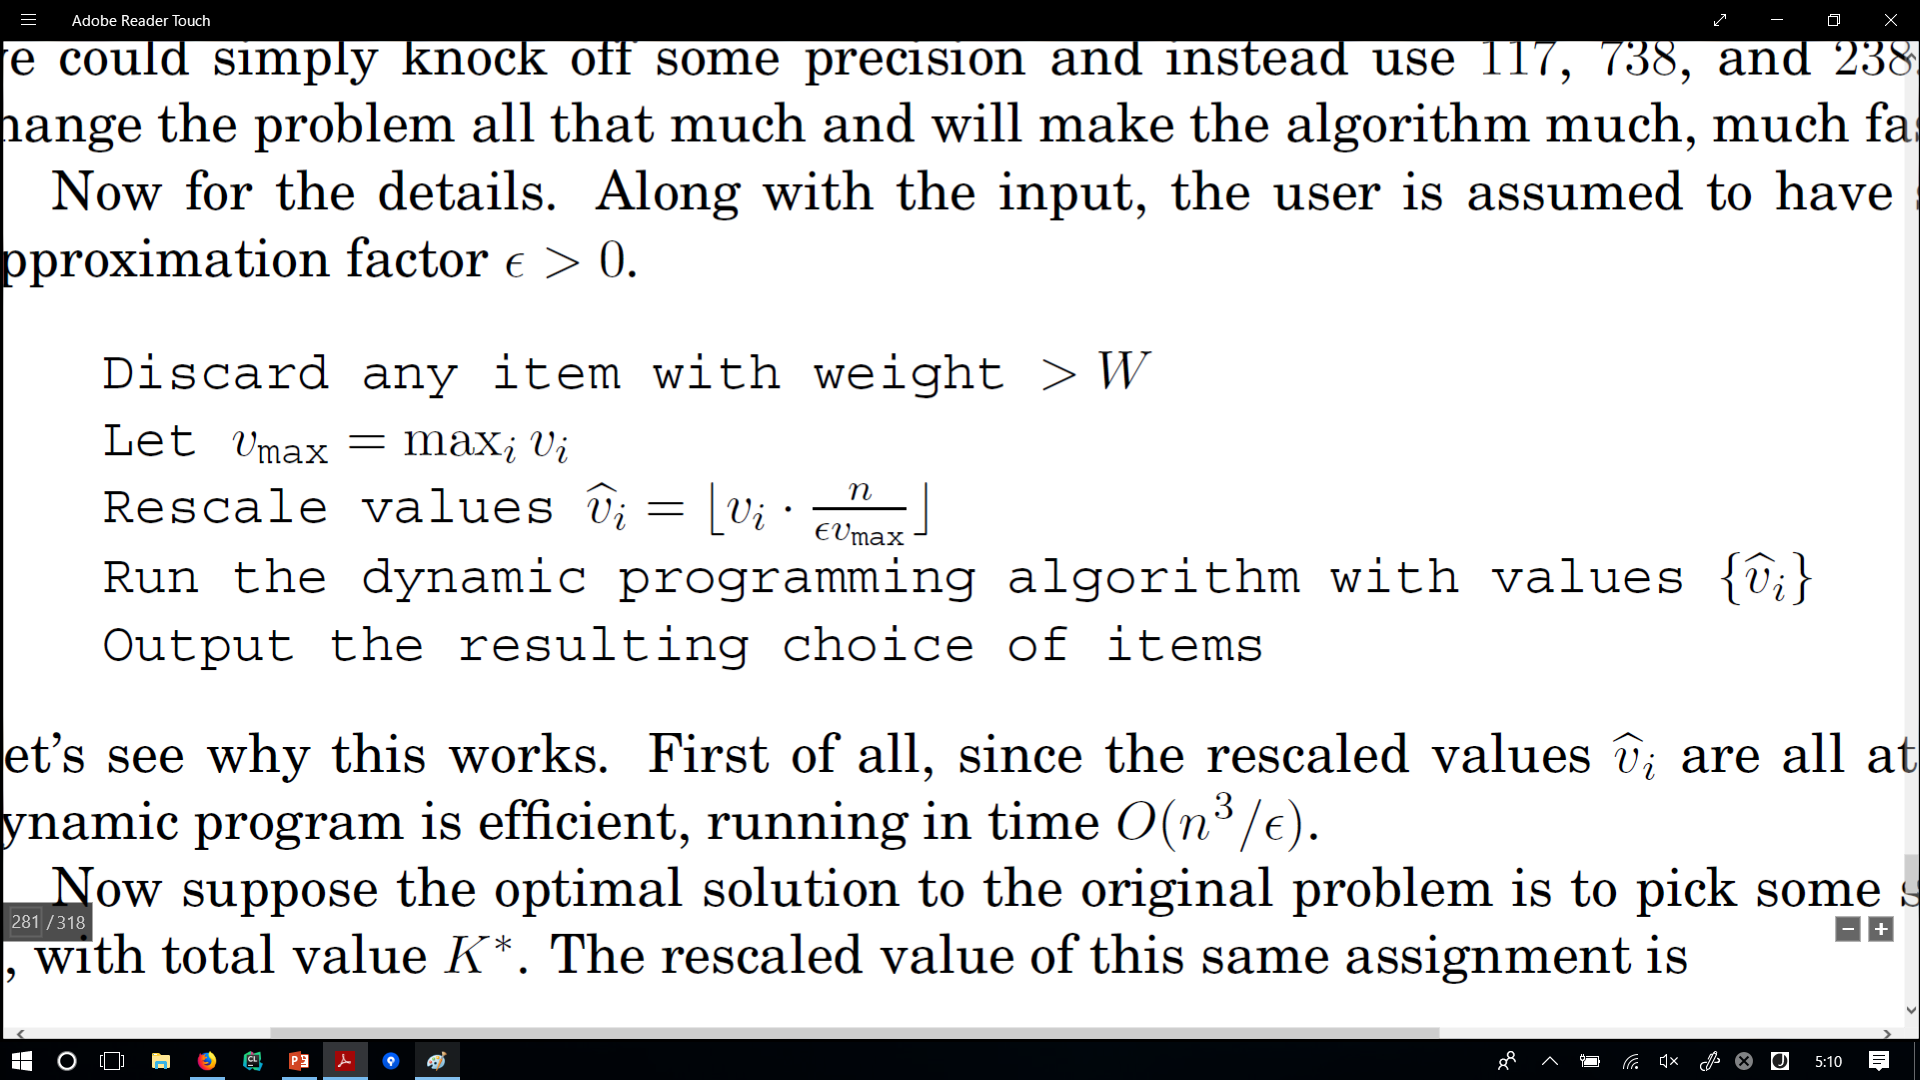 Adobe Reader Touch
e could simply knock off some precision and instead use 117, 738, and 238
hange the problem all that much and will make the algorithm much, much fa
Now for the details. Along with the input, the user is assumed to have
pproximation factor ϵ > 0.
Discard any item with weight > W
Let v_max = max_i v_i
Rescale values v̂_i = ⌊v_i · n/(ϵv_max)⌋
Run the dynamic programming algorithm with values {v̂_i}
Output the resulting choice of items
et's see why this works. First of all, since the rescaled values v̂_i are all at
ynamic program is efficient, running in time O(n³/ϵ).
Now suppose the optimal solution to the original problem is to pick some s
281 / 318
, with total value K*. The rescaled value of this same assignment is
5:10